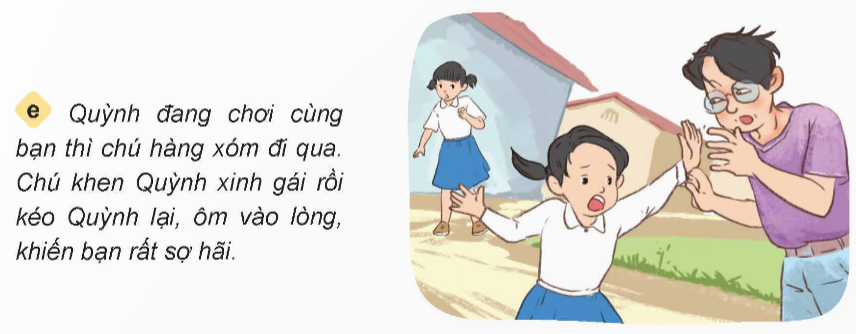 e Quỳnh đang chơi cùng
bạn thì chú hàng xóm đi qua.
Chú khen Quỳnh xinh gái rồi
kéo Quỳnh lại, ôm vào lòng,
khiến bạn rất sợ hãi.